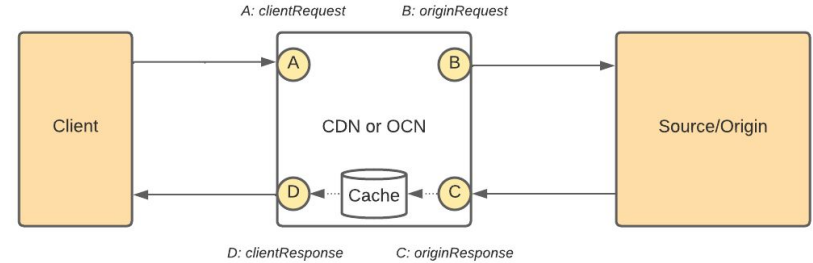 A: clientRequest
B: originRequest
A
B
Client
CDN or OCN
Source/Origin
D
Cache
C
D: clientResponse
C: originResponse